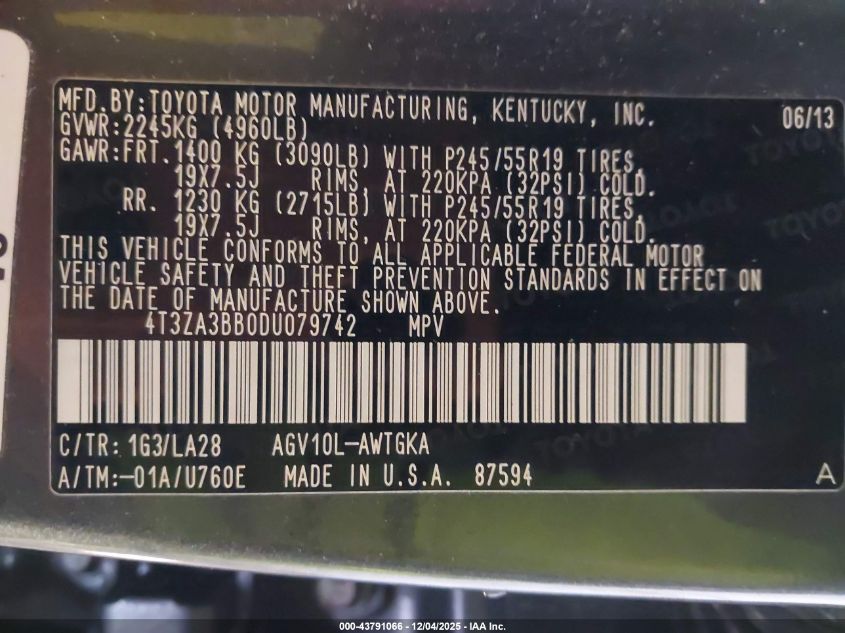 MFD.BY:TOYOTA MOTOR MANUFACTURING, KENTUCKY, INC. 06/13
GVWR:2245KG (4960LB)
GAWR:FRT. 1400 KG (3090LB) WITH P245/55R19 TIRES,
19X7.5J RIMS, AT 220KPA (32PSI) COLD.
RR. 1230 KG (2715LB) WITH P245/55R19 TIRES,
19X7.5J RIMS, AT 220KPA (32PSI) COLD.
THIS VEHICLE CONFORMS TO ALL APPLICABLE FEDERAL MOTOR
VEHICLE SAFETY AND THEFT PREVENTION STANDARDS IN EFFECT ON
THE DATE OF MANUFACTURE SHOWN ABOVE.
4T3ZA3BB0DU079742 MPV
C/TR: 1G3/LA28 AGV10L-AWTGKA
A/TM:-01A/U760E MADE IN U.S.A. 87594 A
000-43791066 - 12/04/2025 - IAA Inc.